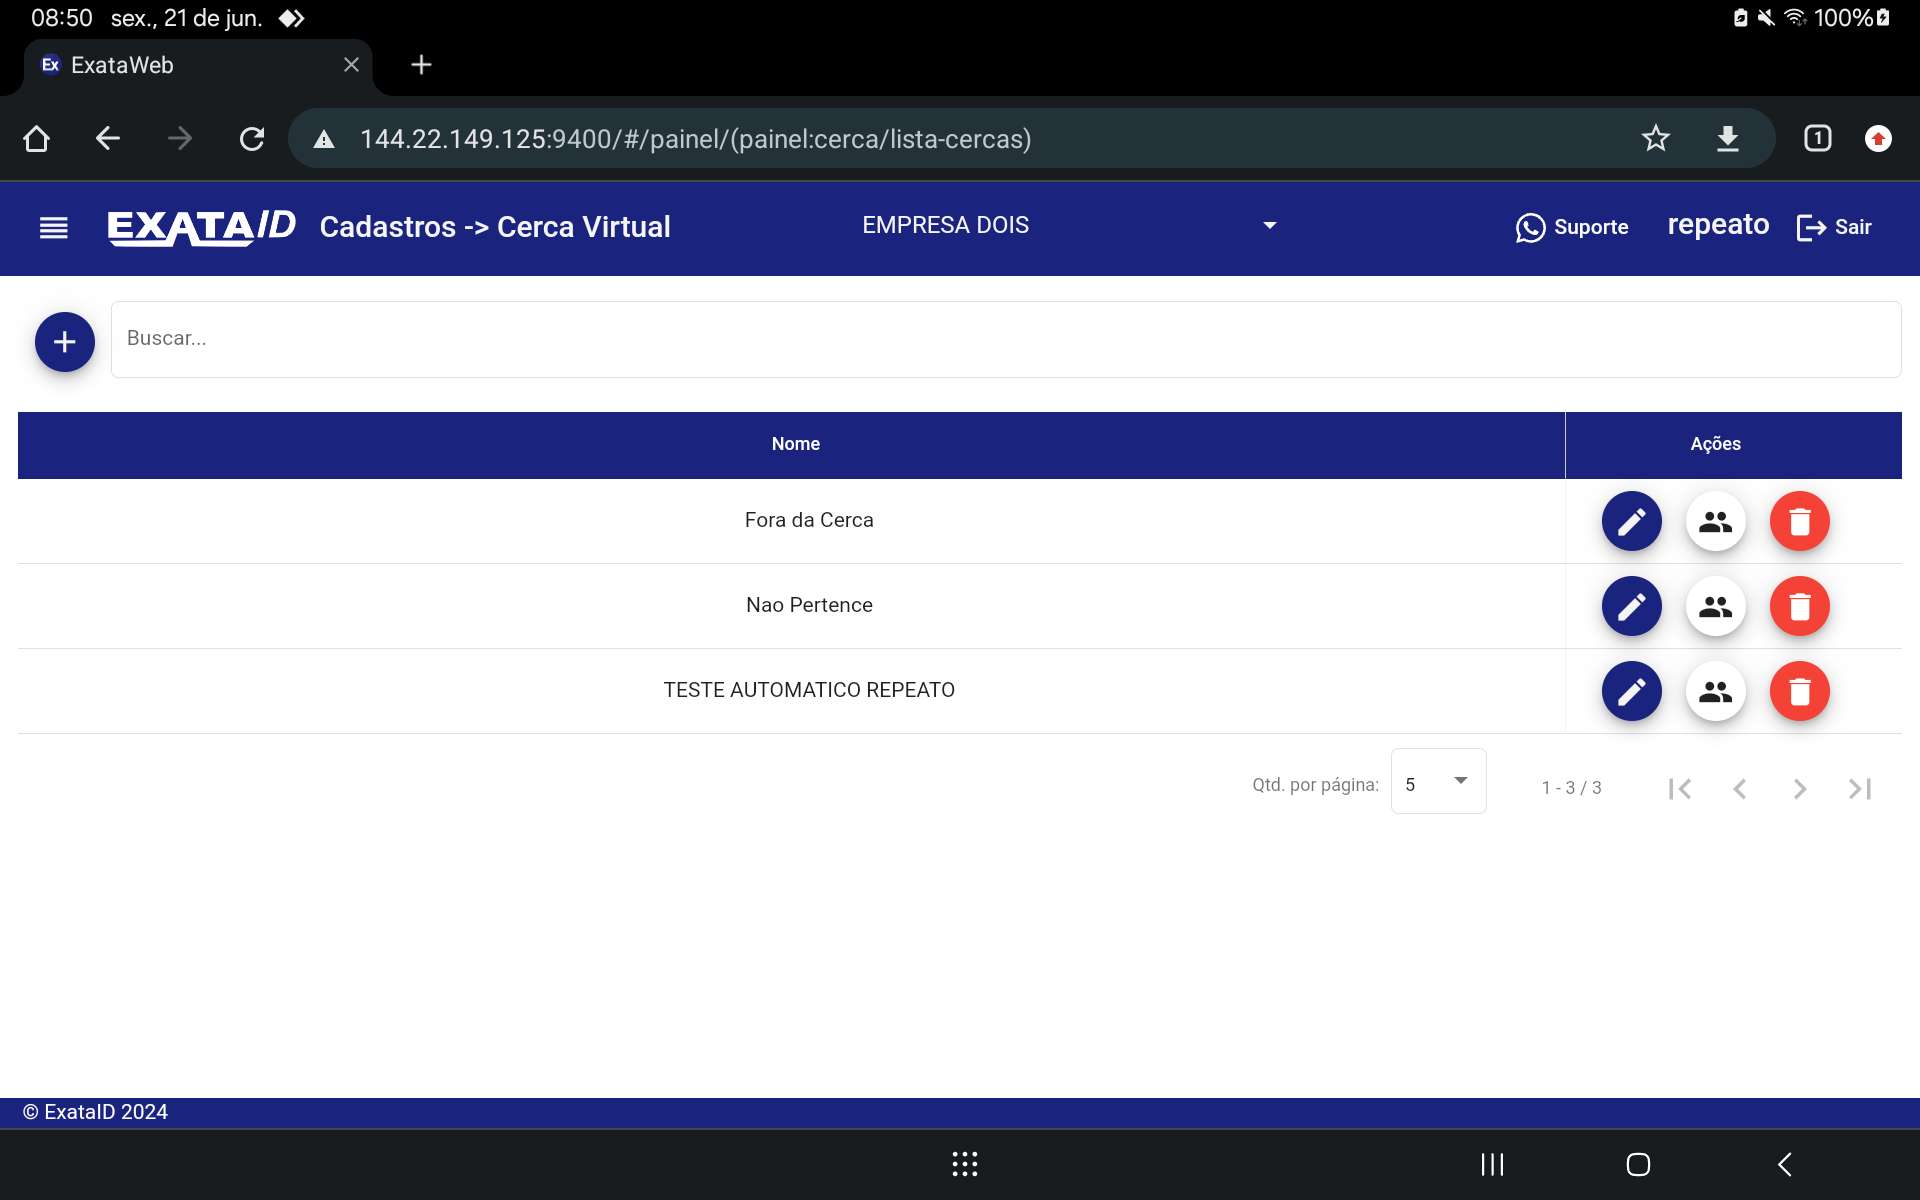 08:50 sex., 21 de jun. 100%
Ex ExataWeb
144.22.149.125:9400/#/painel/(painel:cerca/lista-cercas) 1
EXATAID Cadastros -> Cerca Virtual EMPRESA DOIS Suporte repeato Sair
Buscar...
Nome Ações
Fora da Cerca
Nao Pertence
TESTE AUTOMATICO REPEATO
Qtd. por página: 5 1 - 3 / 3
© ExataID 2024